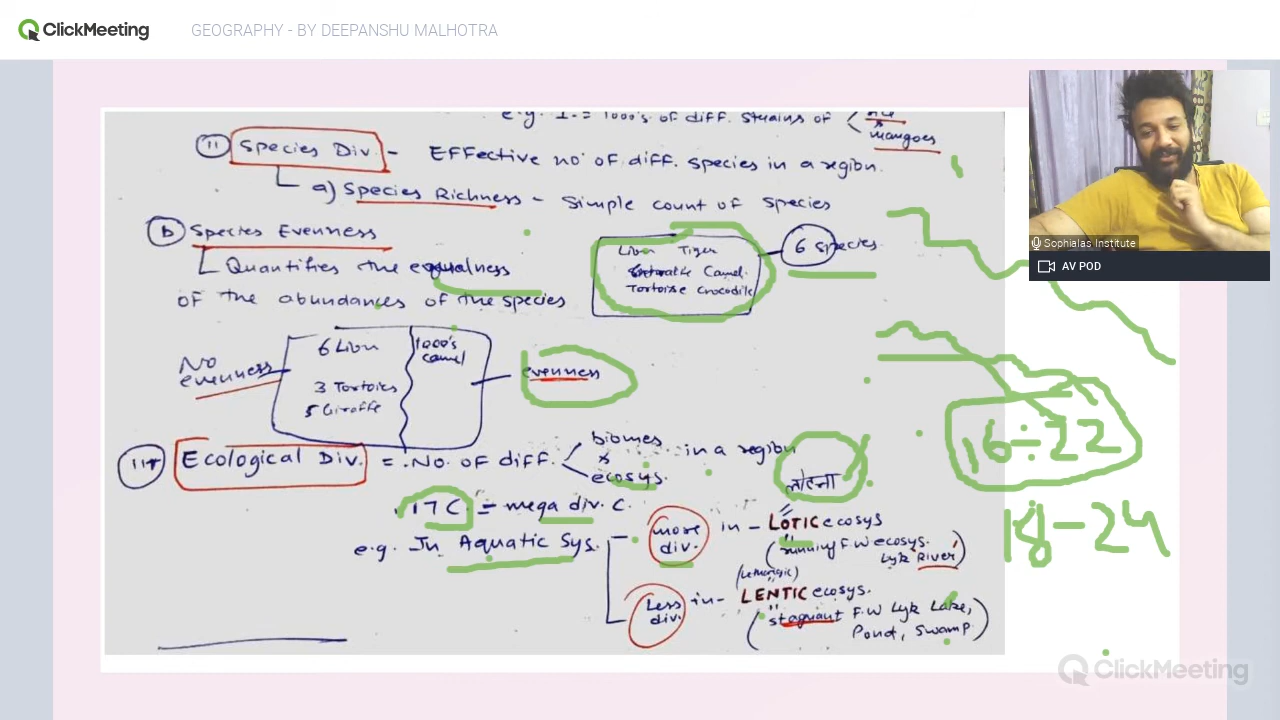 ClickMeeting
GEOGRAPHY - BY DEEPANSHU MALHOTRA
e.g. I. = 1000's of diff. strains of
mangoes
(ii) Species Div. - Effective no. of diff. species in a region.
a) Species Richness - Simple count of species
(b) Species Evenness
Quantifies the equalness
of the abundances of the species
Lion Tiger
Camel
Tortoise Crocodile
6 species
Sophialas Institute
AV POD
No evenness
6 Lion
1000's camel
3 Tortoies
5 Giraffe
evenness
16÷22
18-24
(iii) Ecological Div. = .No. of diff. biomes
x
ecosys.
in a region
.17 C. = mega div. C.
e.g. In Aquatic Sys. - more div. in - LOTIC ecosys
(running F.W ecosys.
Lyk River)
(Lethargic)
Less div. in - LENTIC ecosys.
(stagnant F.W Lyk Lake,
Pond, Swamp)
ClickMeeting